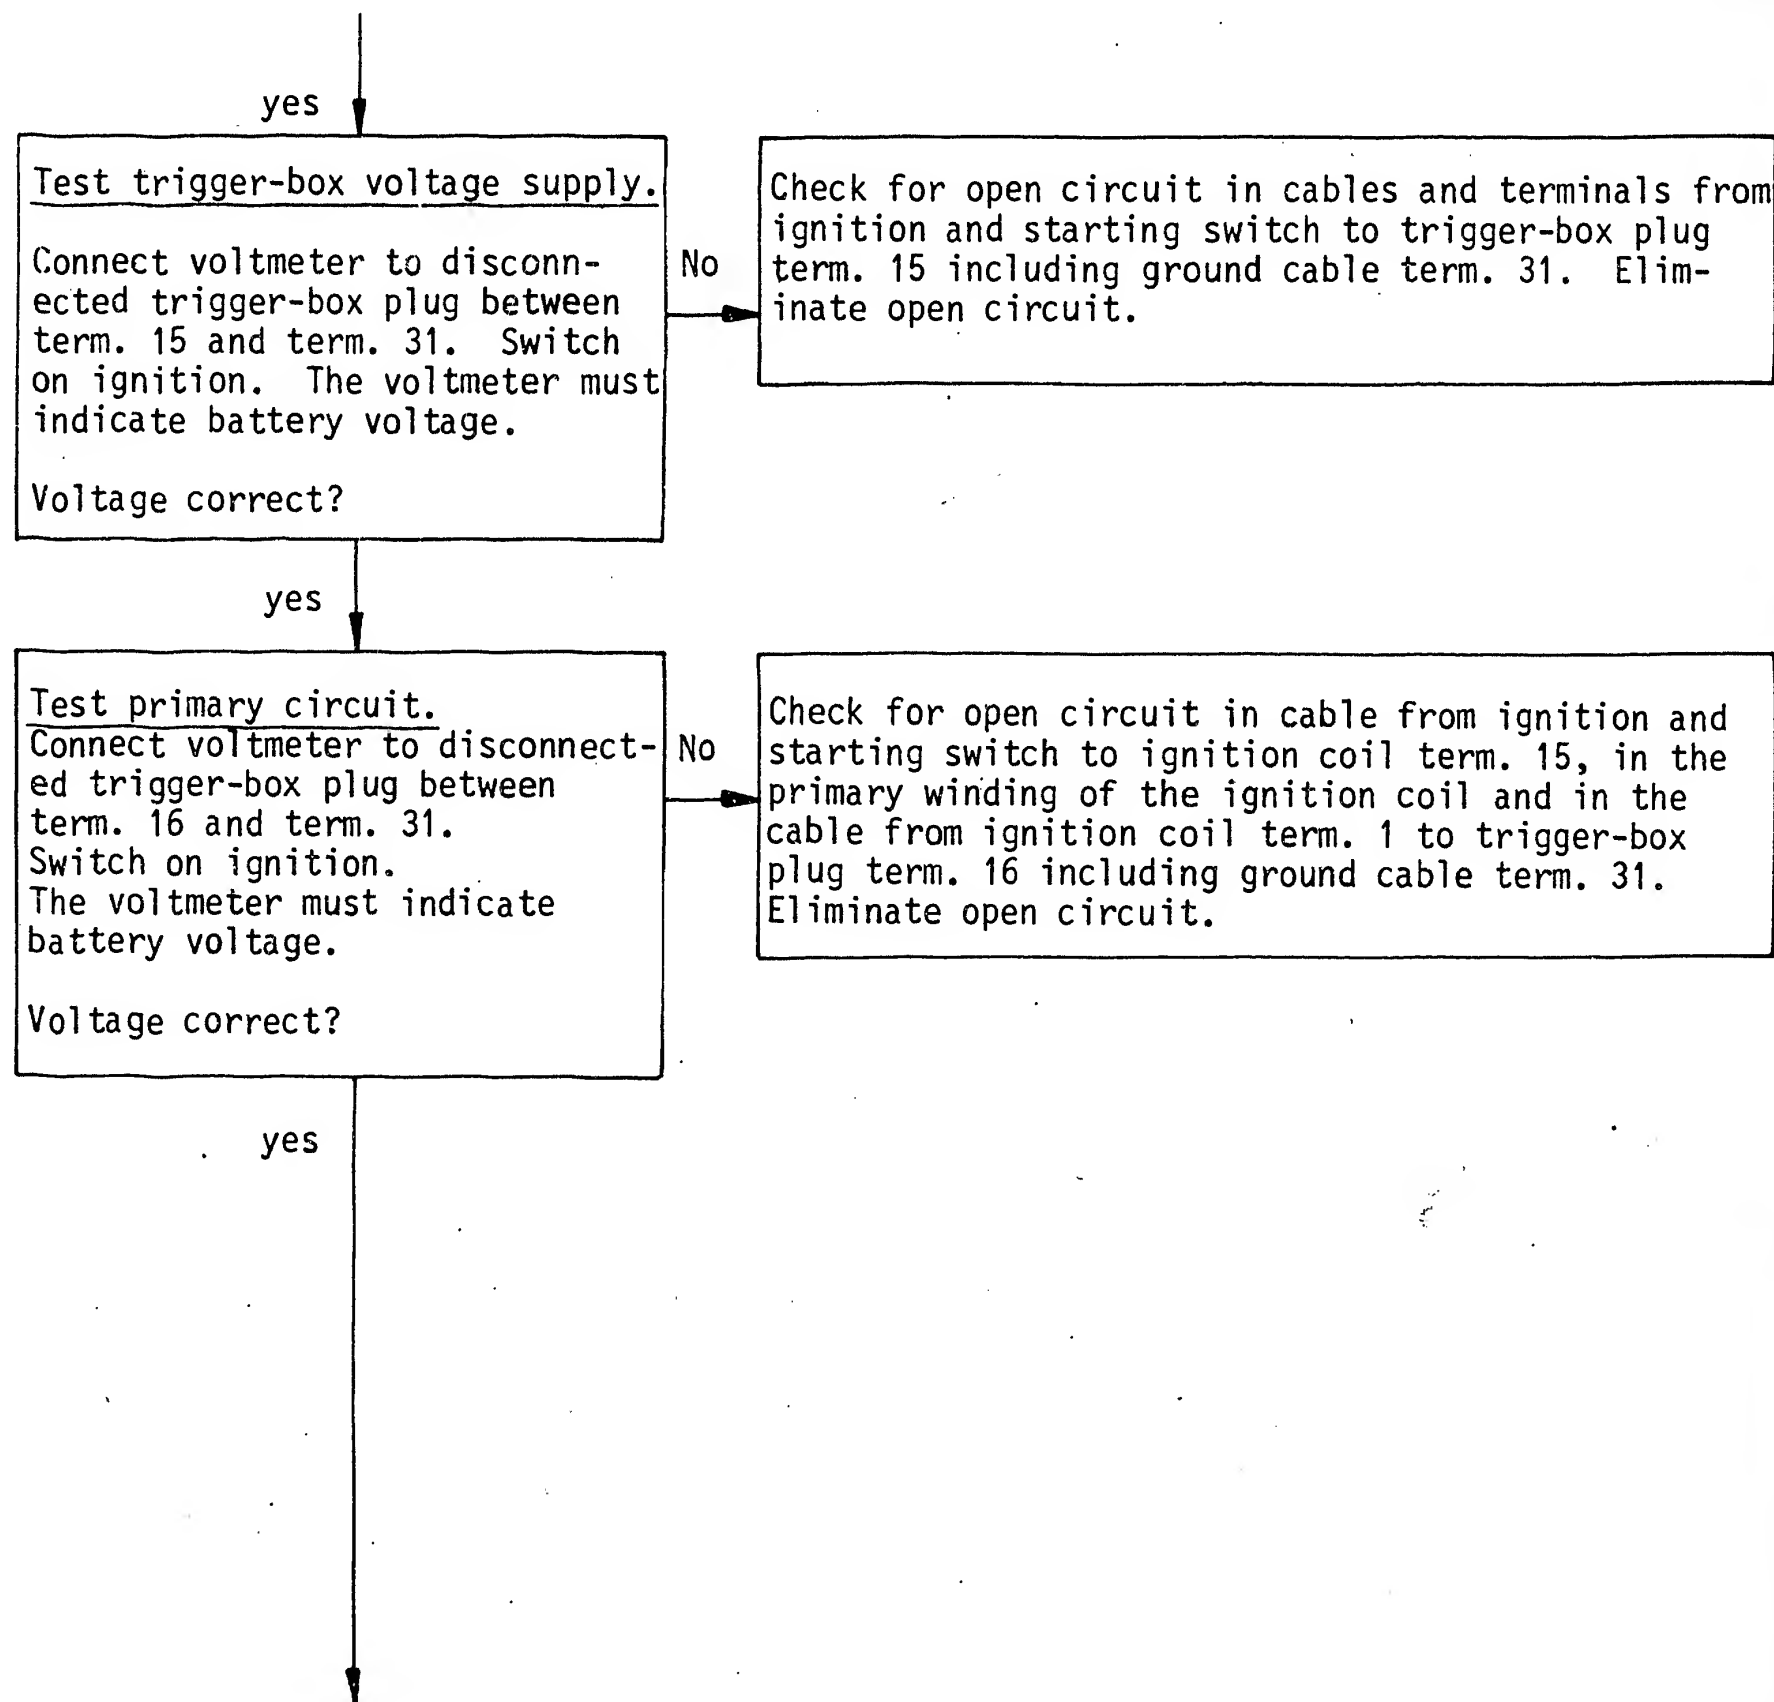 yes
Test trigger-box voltage supply.
Connect voltmeter to disconn-
ected trigger-box plug between
term. 15 and term. 31. Switch
on ignition. The voltmeter must
indicate battery voltage.
Voltage correct?
No
Check for open circuit in cables and terminals from
ignition and starting switch to trigger-box plug
term. 15 including ground cable term. 31. Elim-
inate open circuit.
yes
Test primary circuit.
Connect voltmeter to disconnect-
ed trigger-box plug between
term. 16 and term. 31.
Switch on ignition.
The voltmeter must indicate
battery voltage.
Voltage correct?
No
Check for open circuit in cable from ignition and
starting switch to ignition coil term. 15, in the
primary winding of the ignition coil and in the
cable from ignition coil term. 1 to trigger-box
plug term. 16 including ground cable term. 31.
Eliminate open circuit.
yes